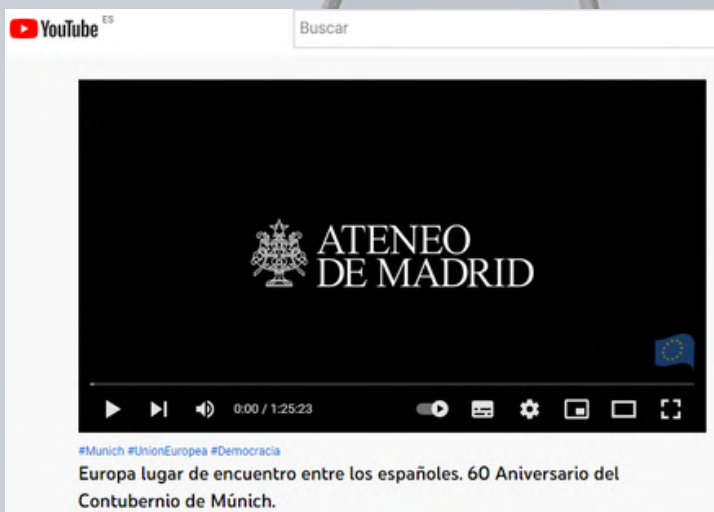 YouTube ES
Buscar
ATENEO
DE MADRID
0:00 / 1:25:23
#Munich #UnionEuropea #Democracia
Europa lugar de encuentro entre los españoles. 60 Aniversario del
Contubernio de Múnich.